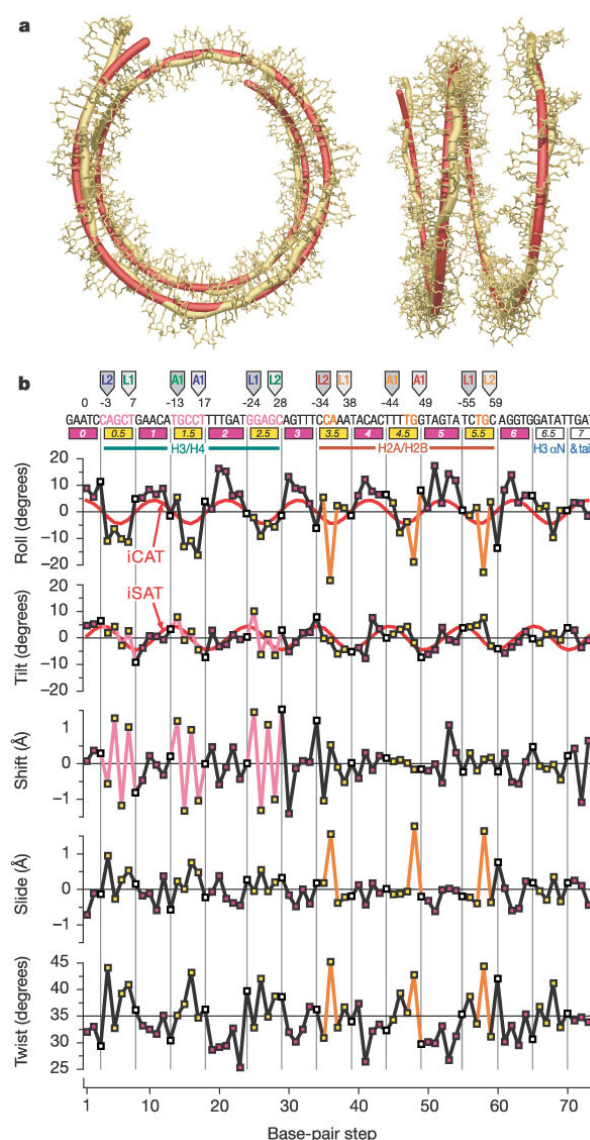 a
b
L2 L1 A1 A1 L1 L2 L2 L1 A1 A1 L1 L2
0 -3 7 -13 17 -24 28 -34 38 -44 49 -55 59
GAATCCAGCTGAACATGCCTTTTGATGGAGCAGTTTCCAAATACACTTTTGGTAGTATCTGCAGGTGGATATTGAT
0 0.5 1 1.5 2 2.5 3 3.5 4 4.5 5 5.5 6 6.5 7
H3/H4 H2A/H2B H3 αN & tail
20
10
0
−10
−20
Roll (degrees)
iCAT
20
10
0
−10
−20
Tilt (degrees)
iSAT
1
0
−1
Shift (Å)
1
0
−1
Slide (Å)
45
40
35
30
25
Twist (degrees)
1 10 20 30 40 50 60 70
Base-pair step